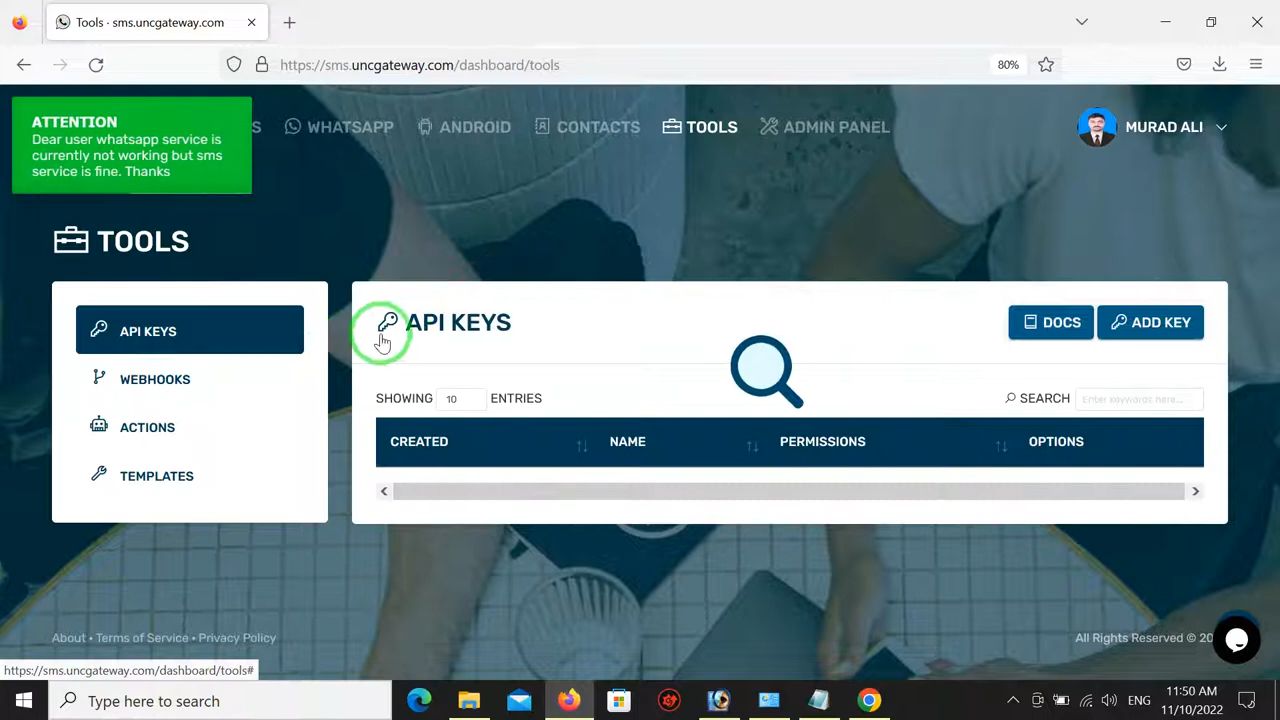 Tools · sms.uncgateway.com
https://sms.uncgateway.com/dashboard/tools
80%
ATTENTION
Dear user whatsapp service is
currently not working but sms
service is fine. Thanks
S
WHATSAPP
ANDROID
CONTACTS
TOOLS
ADMIN PANEL
MURAD ALI
TOOLS
API KEYS
WEBHOOKS
ACTIONS
TEMPLATES
API KEYS
DOCS
ADD KEY
SHOWING 10 ENTRIES
SEARCH Enter keywords here...
CREATED NAME PERMISSIONS OPTIONS
About • Terms of Service • Privacy Policy
All Rights Reserved © 20
https://sms.uncgateway.com/dashboard/tools#
Type here to search
ENG
11:50 AM
11/10/2022